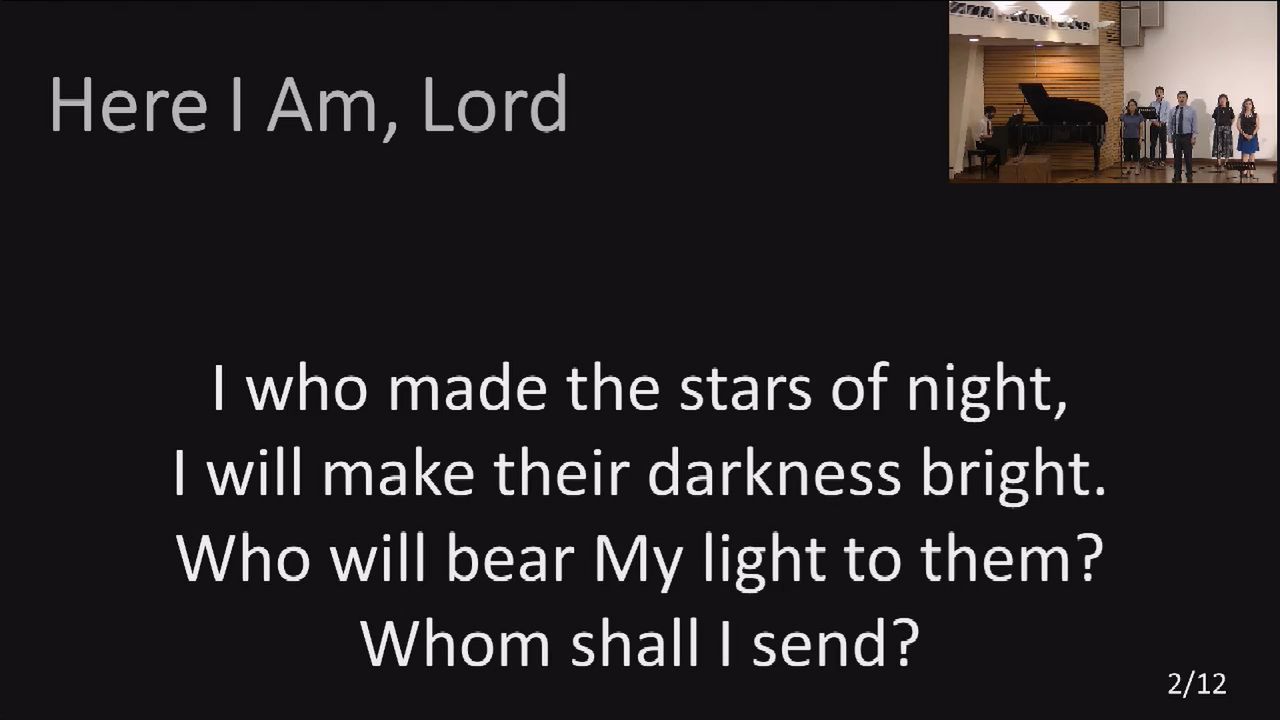 Here I Am, Lord
I who made the stars of night,
I will make their darkness bright.
Who will bear My light to them?
Whom shall I send?
2/12